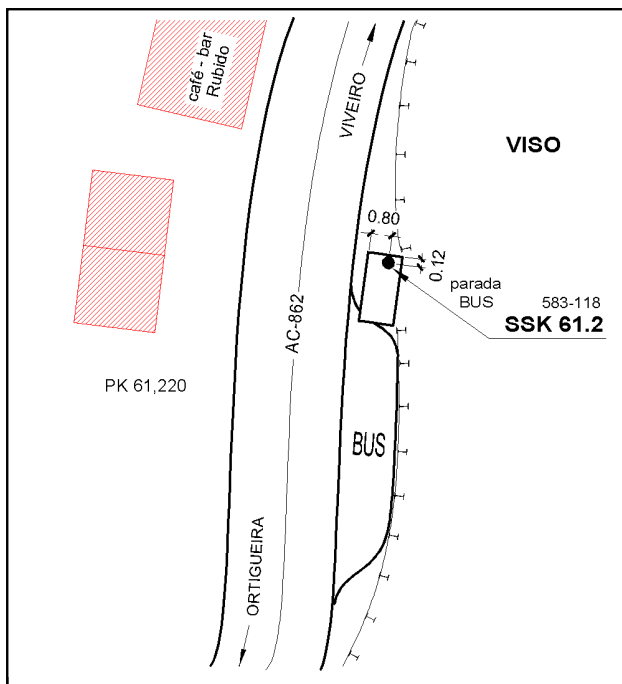 café - bar
Rubido
VIVEIRO
VISO
0.80
0.12
parada
BUS
583-118
SSK 61.2
AC-862
PK 61,220
BUS
ORTIGUEIRA